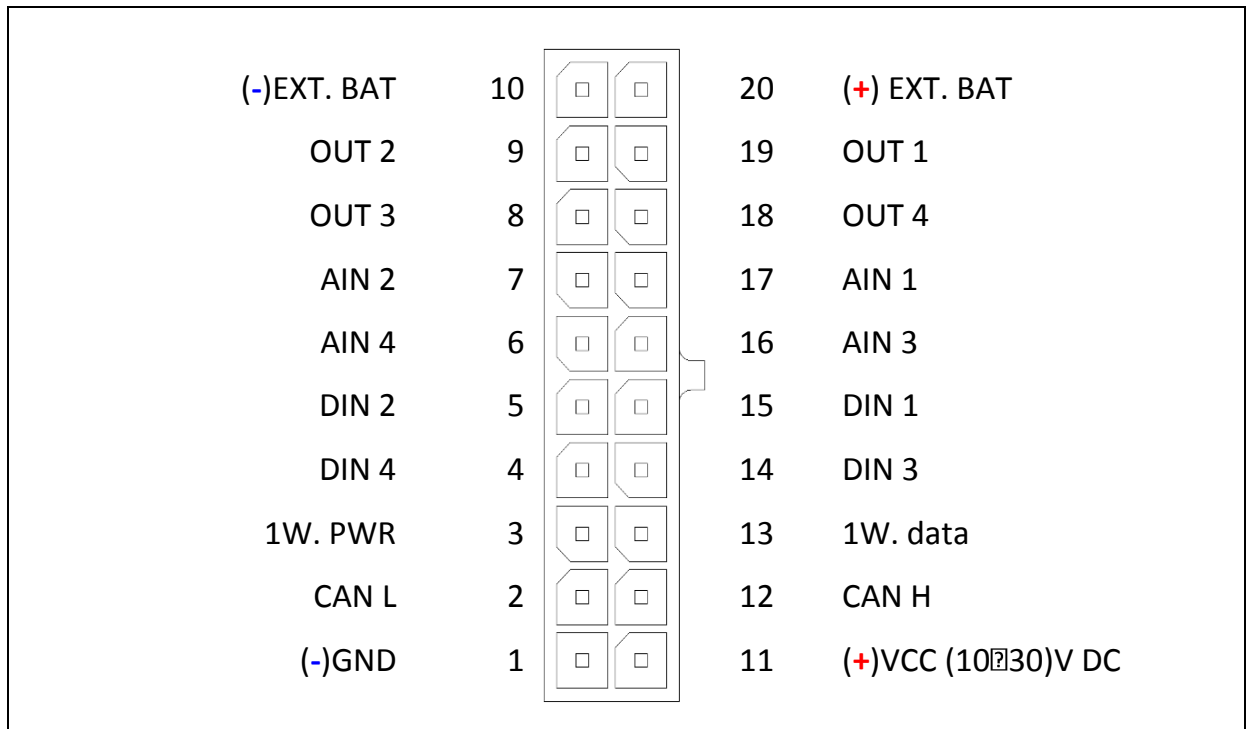 (-)EXT. BAT 10 20 (+) EXT. BAT
OUT 2 9 19 OUT 1
OUT 3 8 18 OUT 4
AIN 2 7 17 AIN 1
AIN 4 6 16 AIN 3
DIN 2 5 15 DIN 1
DIN 4 4 14 DIN 3
1W. PWR 3 13 1W. data
CAN L 2 12 CAN H
(-)GND 1 11 (+)VCC (10⍰30)V DC